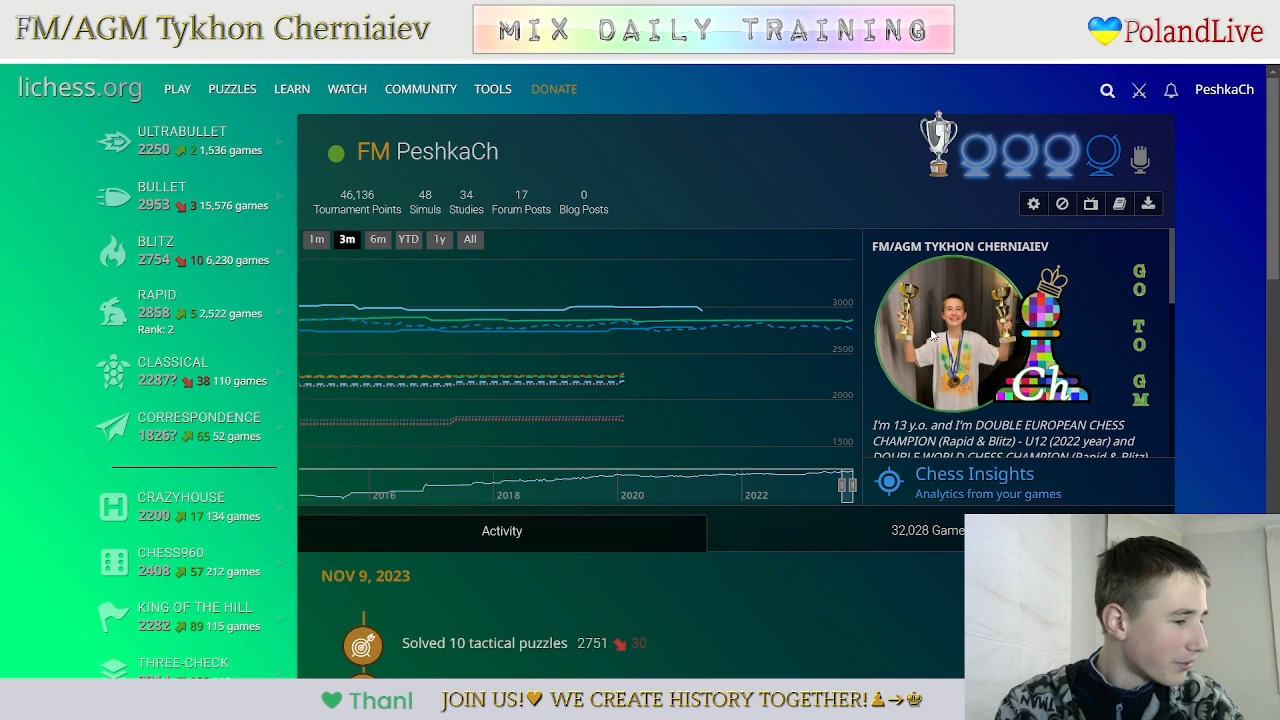 FM/AGM Tykhon Cherniaiev
MIX DAILY TRAINING
PolandLive
lichess.org
PLAY
PUZZLES
LEARN
WATCH
COMMUNITY
TOOLS
DONATE
PeshkaCh
ULTRABULLET
2250 2 1,536 games
BULLET
2953 3 15,576 games
BLITZ
2754 10 6,230 games
RAPID
2858 5 2,522 games
Rank: 2
CLASSICAL
2287? 38 110 games
CORRESPONDENCE
1826? 65 52 games
CRAZYHOUSE
2200 17 134 games
CHESS960
2408 57 212 games
KING OF THE HILL
2282 89 115 games
THREE-CHECK
FM PeshkaCh
46,136
Tournament Points
48
Simuls
34
Studies
17
Forum Posts
0
Blog Posts
1m
3m
6m
YTD
1y
All
3000
2500
2000
1500
2016
2018
2020
2022
FM/AGM TYKHON CHERNIAIEV
Ch
GO
TO
GM
I'm 13 y.o. and I'm DOUBLE EUROPEAN CHESS
CHAMPION (Rapid & Blitz) - U12 (2022 year) and
DOUBLE WORLD CHESS CHAMPION (Rapid & Blitz)
Chess Insights
Analytics from your games
Activity
32,028 Game
NOV 9, 2023
Solved 10 tactical puzzles 2751 30
Thanl
JOIN US! WE CREATE HISTORY TOGETHER!